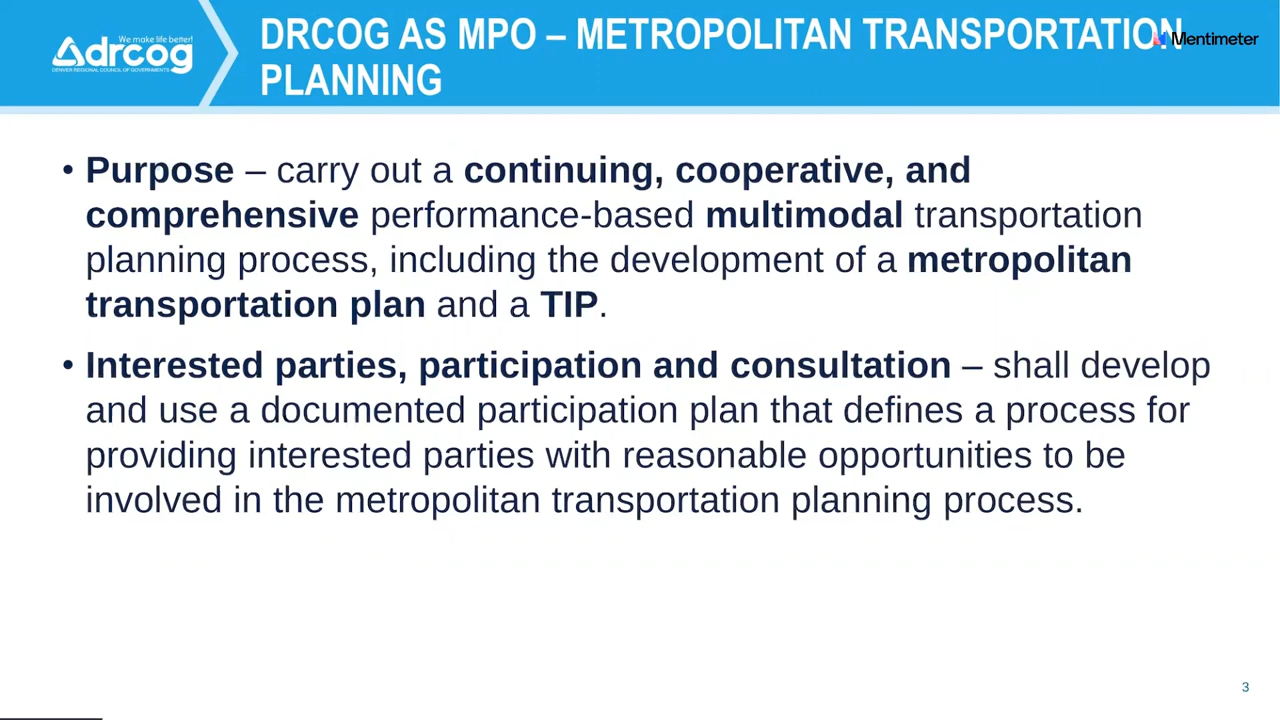 We make life better!
drcog
DENVER REGIONAL COUNCIL OF GOVERNMENTS
DRCOG AS MPO – METROPOLITAN TRANSPORTATION
PLANNING
Mentimeter
• Purpose – carry out a continuing, cooperative, and
comprehensive performance-based multimodal transportation
planning process, including the development of a metropolitan
transportation plan and a TIP.
• Interested parties, participation and consultation – shall develop
and use a documented participation plan that defines a process for
providing interested parties with reasonable opportunities to be
involved in the metropolitan transportation planning process.
3